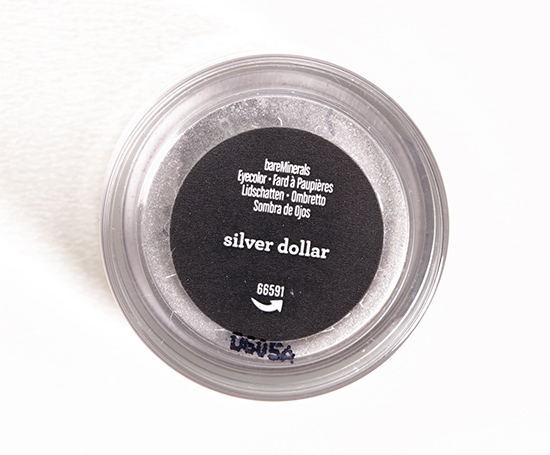 bareMinerals
Eyecolor • Fard à Paupières
Lidschatten • Ombretto
Sombra de Ojos
silver dollar
66591